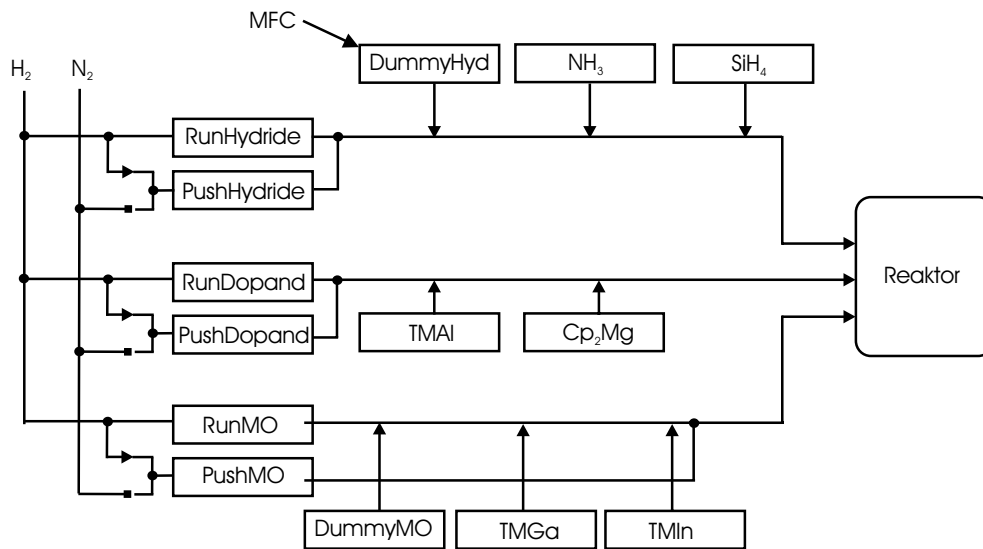 MFC
H₂ N₂ DummyHyd NH₃ SiH₄
RunHydride
PushHydride
RunDopand
Reaktor
PushDopand TMAl Cp₂Mg
RunMO
PushMO
DummyMO TMGa TMIn